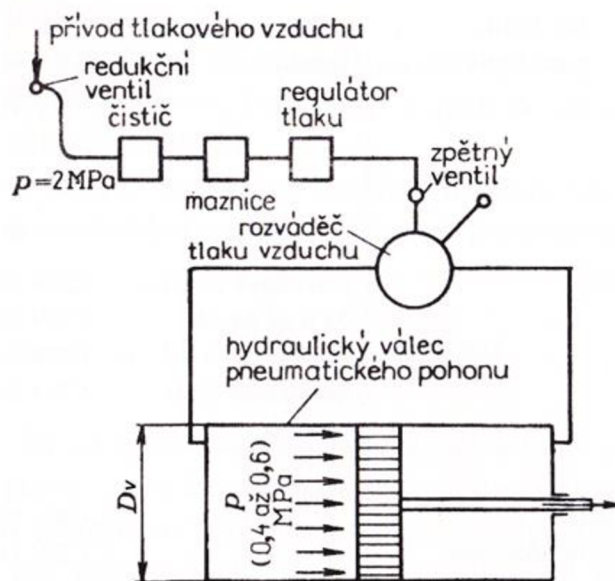 přívod tlakového vzduchu
redukční
ventil
čistič
regulátor
tlaku
zpětný
ventil
p=2MPa
maznice
rozváděč
tlaku vzduchu
hydraulický válec
pneumatického pohonu
Dv
p
(0,4 až 0,6)
MPa